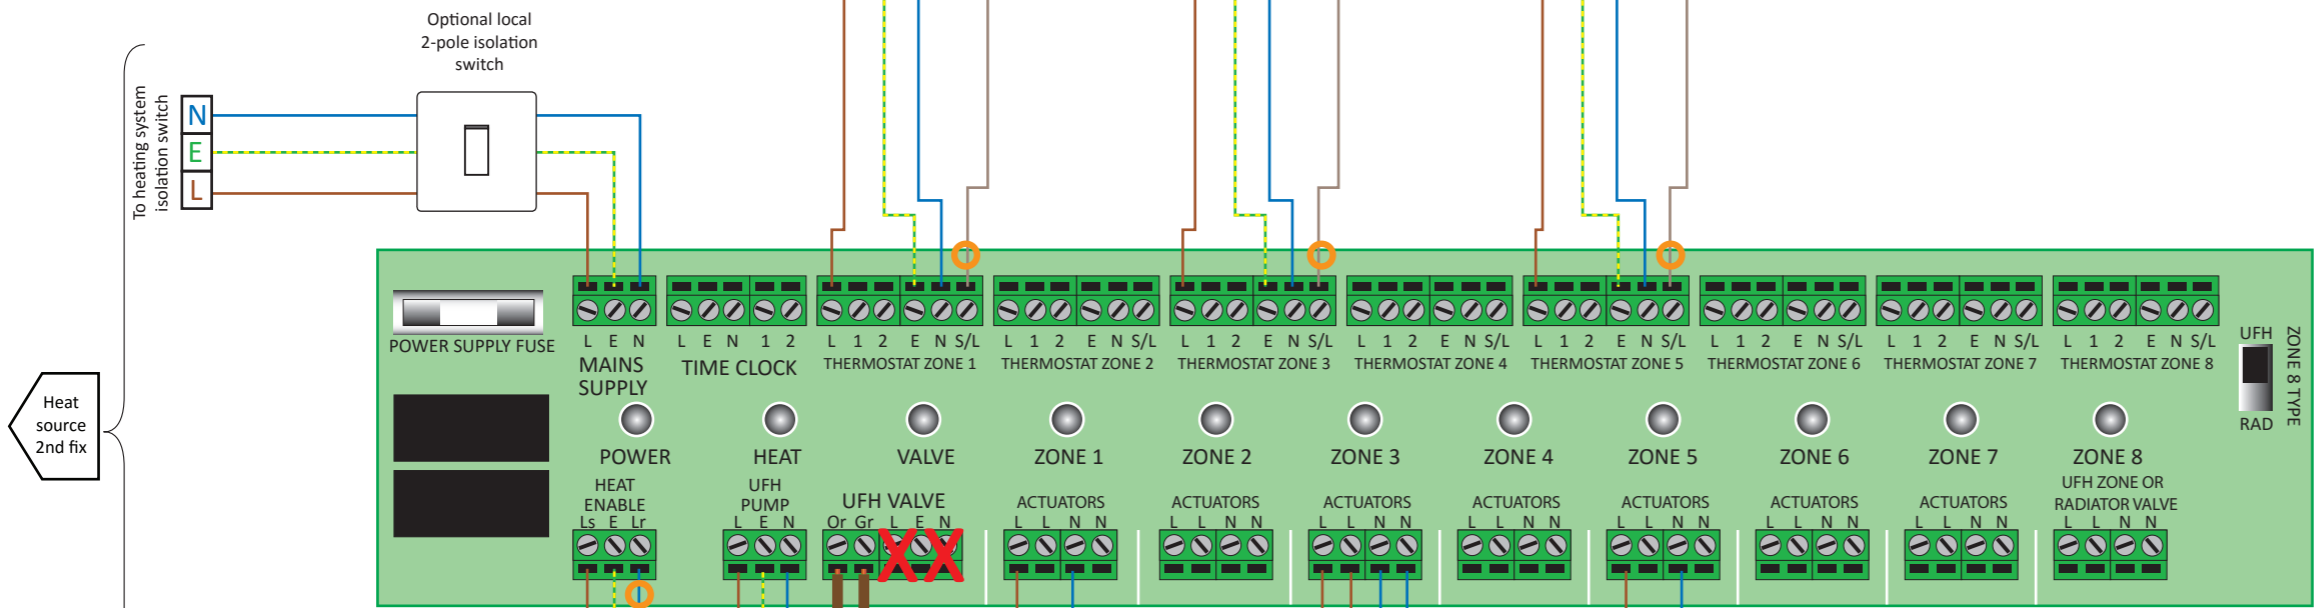 Optional local
2-pole isolation
switch
To heating system
isolation switch
N
E
L
Heat
source
2nd fix
POWER SUPPLY FUSE
L E N
MAINS
SUPPLY
L E N 1 2
TIME CLOCK
L 1 2 E N S/L
THERMOSTAT ZONE 1
L 1 2 E N S/L
THERMOSTAT ZONE 2
L 1 2 E N S/L
THERMOSTAT ZONE 3
L 1 2 E N S/L
THERMOSTAT ZONE 4
L 1 2 E N S/L
THERMOSTAT ZONE 5
L 1 2 E N S/L
THERMOSTAT ZONE 6
L 1 2 E N S/L
THERMOSTAT ZONE 7
L 1 2 E N S/L
THERMOSTAT ZONE 8
UFH
RAD
ZONE 8 TYPE
POWER
HEAT
VALVE
ZONE 1
ZONE 2
ZONE 3
ZONE 4
ZONE 5
ZONE 6
ZONE 7
ZONE 8
HEAT
ENABLE
Ls E Lr
UFH
PUMP
L E N
UFH VALVE
Or Gr L E N
ACTUATORS
L L N N
ACTUATORS
L L N N
ACTUATORS
L L N N
ACTUATORS
L L N N
ACTUATORS
L L N N
ACTUATORS
L L N N
ACTUATORS
L L N N
UFH ZONE OR
RADIATOR VALVE
L L N N